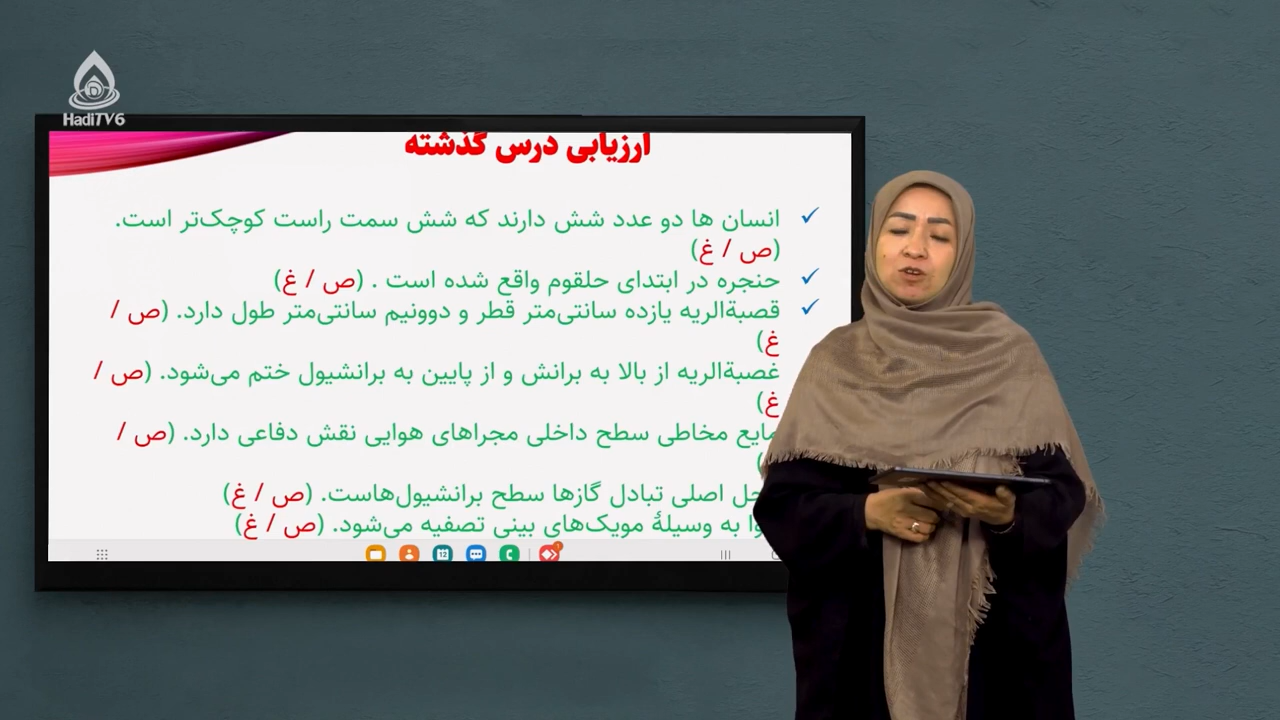 HadiTV6
ارزیابی درس گذشته
انسان ها دو عدد شش دارند که شش سمت راست کوچک‌تر است.
(ص / غ)
حنجره در ابتدای حلقوم واقع شده است . (ص / غ)
قصبةالریه یازده سانتی‌متر قطر و دوونیم سانتی‌متر طول دارد. (ص /
غ)
غصبةالریه از بالا به برانش و از پایین به برانشیول ختم می‌شود. (ص /
غ)
مایع مخاطی سطح داخلی مجراهای هوایی نقش دفاعی دارد. (ص /
)
اصلی تبادل گازها سطح برانشیول‌هاست. (ص / غ)
به وسیلهٔ مویک‌های بینی تصفیه می‌شود. (ص / غ)
12